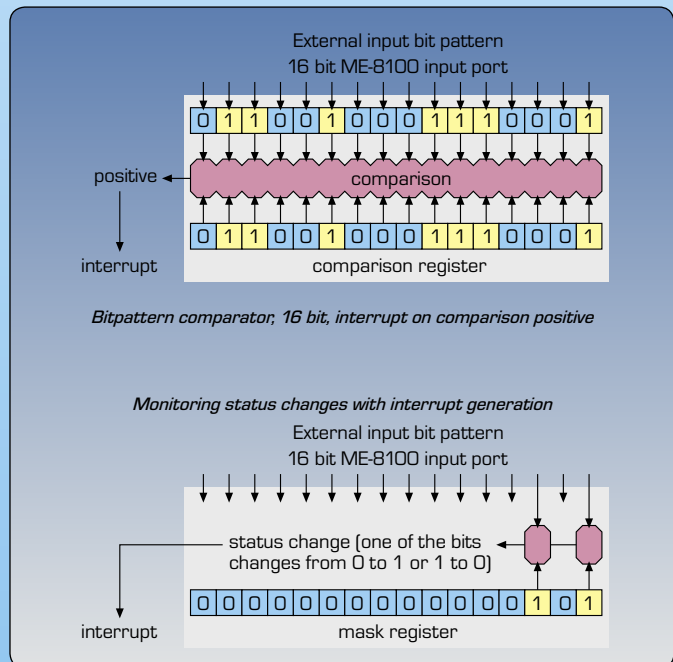 External input bit pattern
16 bit ME-8100 input port
0 1 1 0 0 1 0 0 0 1 1 1 0 0 0 1
positive
comparison
0 1 1 0 0 1 0 0 0 1 1 1 0 0 0 1
interrupt
comparison register
Bitpattern comparator, 16 bit, interrupt on comparison positive
Monitoring status changes with interrupt generation
External input bit pattern
16 bit ME-8100 input port
status change (one of the bits
changes from 0 to 1 or 1 to 0)
0 0 0 0 0 0 0 0 0 0 0 0 0 1 0 1
interrupt
mask register